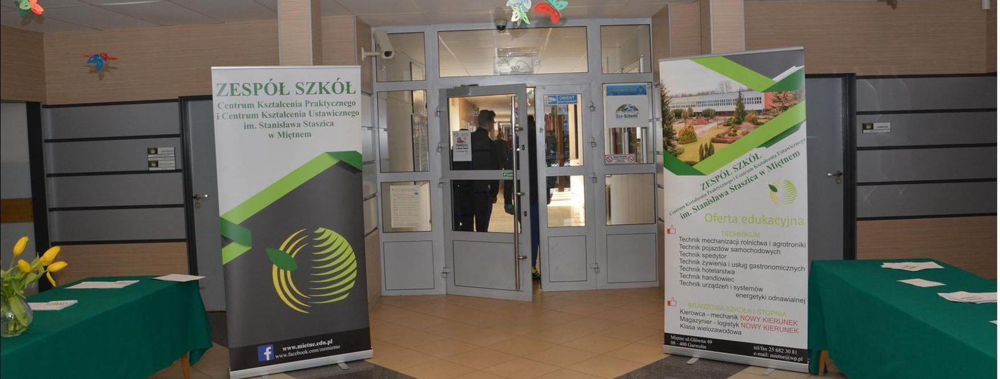 ZESPÓŁ SZKÓŁ
Centrum Kształcenia Praktycznego
i Centrum Kształcenia Ustawicznego
im. Stanisława Staszica
w Miętnem
www.mietne.edu.pl
www.facebook.com/zsrmietne
PAMIĘTAJ
OBIEKT
Eco-Schools
ZESPÓŁ SZKÓŁ
Centrum Kształcenia Praktycznego i Centrum Kształcenia Ustawicznego
im. Stanisława Staszica w Miętnem
Oferta edukacyjna
TECHNIKUM
Technik mechanizacji rolnictwa i agrotroniki
Technik pojazdów samochodowych
Technik spedytor
Technik żywienia i usług gastronomicznych
Technik hotelarstwa
Technik handlowiec
Technik urządzeń i systemów
energetyki odnawialnej
BRANŻOWA SZKOŁA I STOPNIA
Kierowca - mechanik NOWY KIERUNEK
Magazynier - logistyk NOWY KIERUNEK
Klasa wielozawodowa
Miętne ul.Główna 49
08 - 400 Garwolin
tel/fax 25 682 30 81
e-mail: mietne@wp.pl